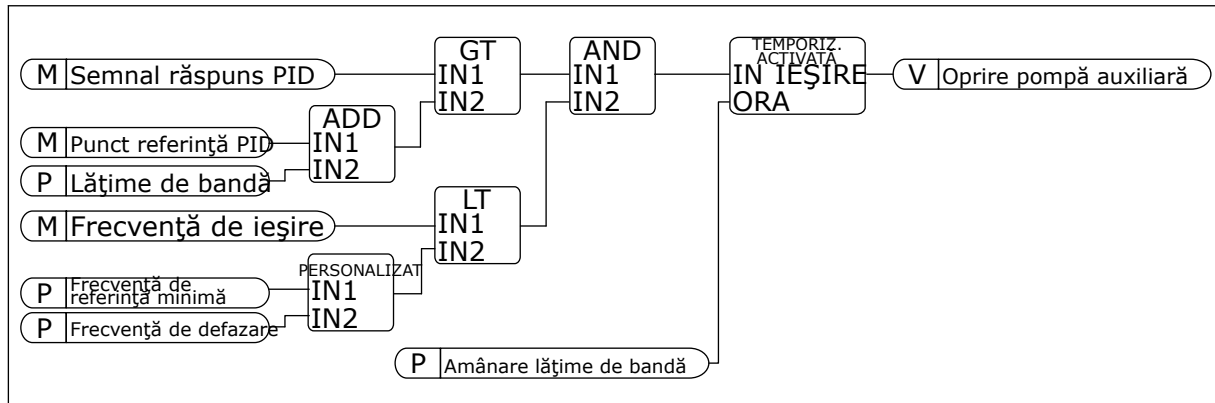 GT
IN1
IN2
AND
IN1
IN2
TEMPORIZ.
ACTIVATĂ
IN IEŞIRE
ORA
M Semnal răspuns PID
V Oprire pompă auxiliară
ADD
IN1
IN2
M Punct referinţă PID
P Lăţime de bandă
LT
IN1
IN2
M Frecvenţă de ieşire
PERSONALIZAT
IN1
IN2
P Frecvenţă de
referinţă minimă
P Frecvenţă de defazare
P Amânare lăţime de bandă